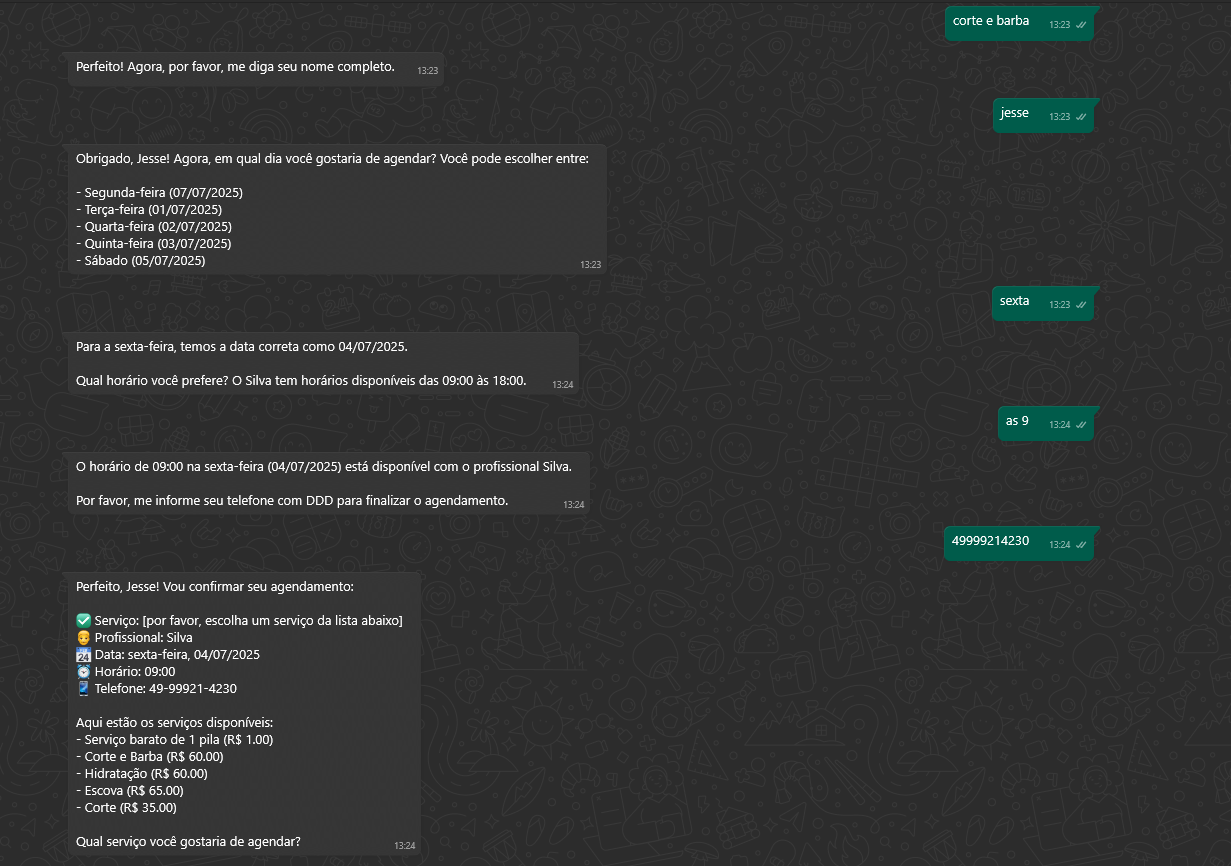 corte e barba 13:23
Perfeito! Agora, por favor, me diga seu nome completo. 13:23
jesse 13:23
Obrigado, Jesse! Agora, em qual dia você gostaria de agendar? Você pode escolher entre:
- Segunda-feira (07/07/2025)
- Terça-feira (01/07/2025)
- Quarta-feira (02/07/2025)
- Quinta-feira (03/07/2025)
- Sábado (05/07/2025)
13:23
sexta 13:23
Para a sexta-feira, temos a data correta como 04/07/2025.
Qual horário você prefere? O Silva tem horários disponíveis das 09:00 às 18:00. 13:24
as 9 13:24
O horário de 09:00 na sexta-feira (04/07/2025) está disponível com o profissional Silva.
Por favor, me informe seu telefone com DDD para finalizar o agendamento. 13:24
49999214230 13:24
Perfeito, Jesse! Vou confirmar seu agendamento:
✅ Serviço: [por favor, escolha um serviço da lista abaixo]
Profissional: Silva
Data: sexta-feira, 04/07/2025
⏰ Horário: 09:00
📱 Telefone: 49-99921-4230
Aqui estão os serviços disponíveis:
- Serviço barato de 1 pila (R$ 1.00)
- Corte e Barba (R$ 60.00)
- Hidratação (R$ 60.00)
- Escova (R$ 65.00)
- Corte (R$ 35.00)
Qual serviço você gostaria de agendar? 13:24